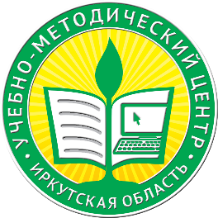 УЧЕБНО-МЕТОДИЧЕСКИЙ ЦЕНТР
ИРКУТСКАЯ ОБЛАСТЬ